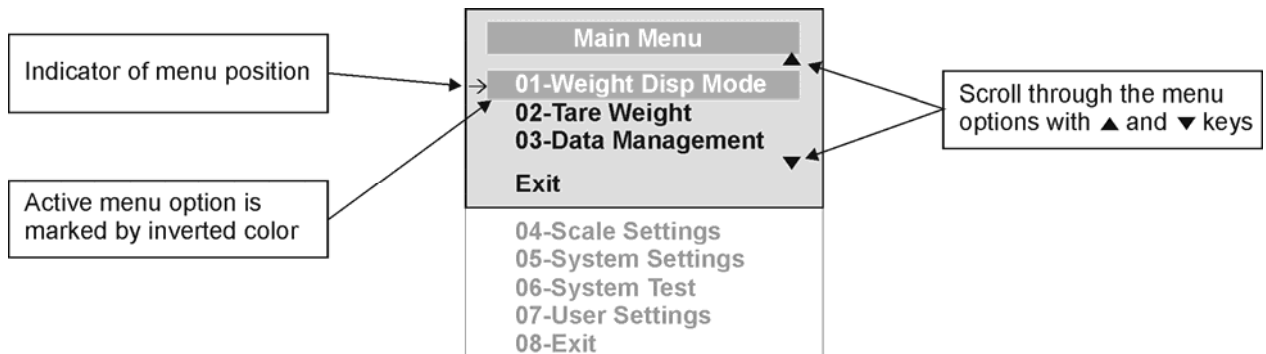 Main Menu
Indicator of menu position
→ 01-Weight Disp Mode
02-Tare Weight
03-Data Management
Exit
Scroll through the menu
options with ▲ and ▼ keys
Active menu option is
marked by inverted color
04-Scale Settings
05-System Settings
06-System Test
07-User Settings
08-Exit